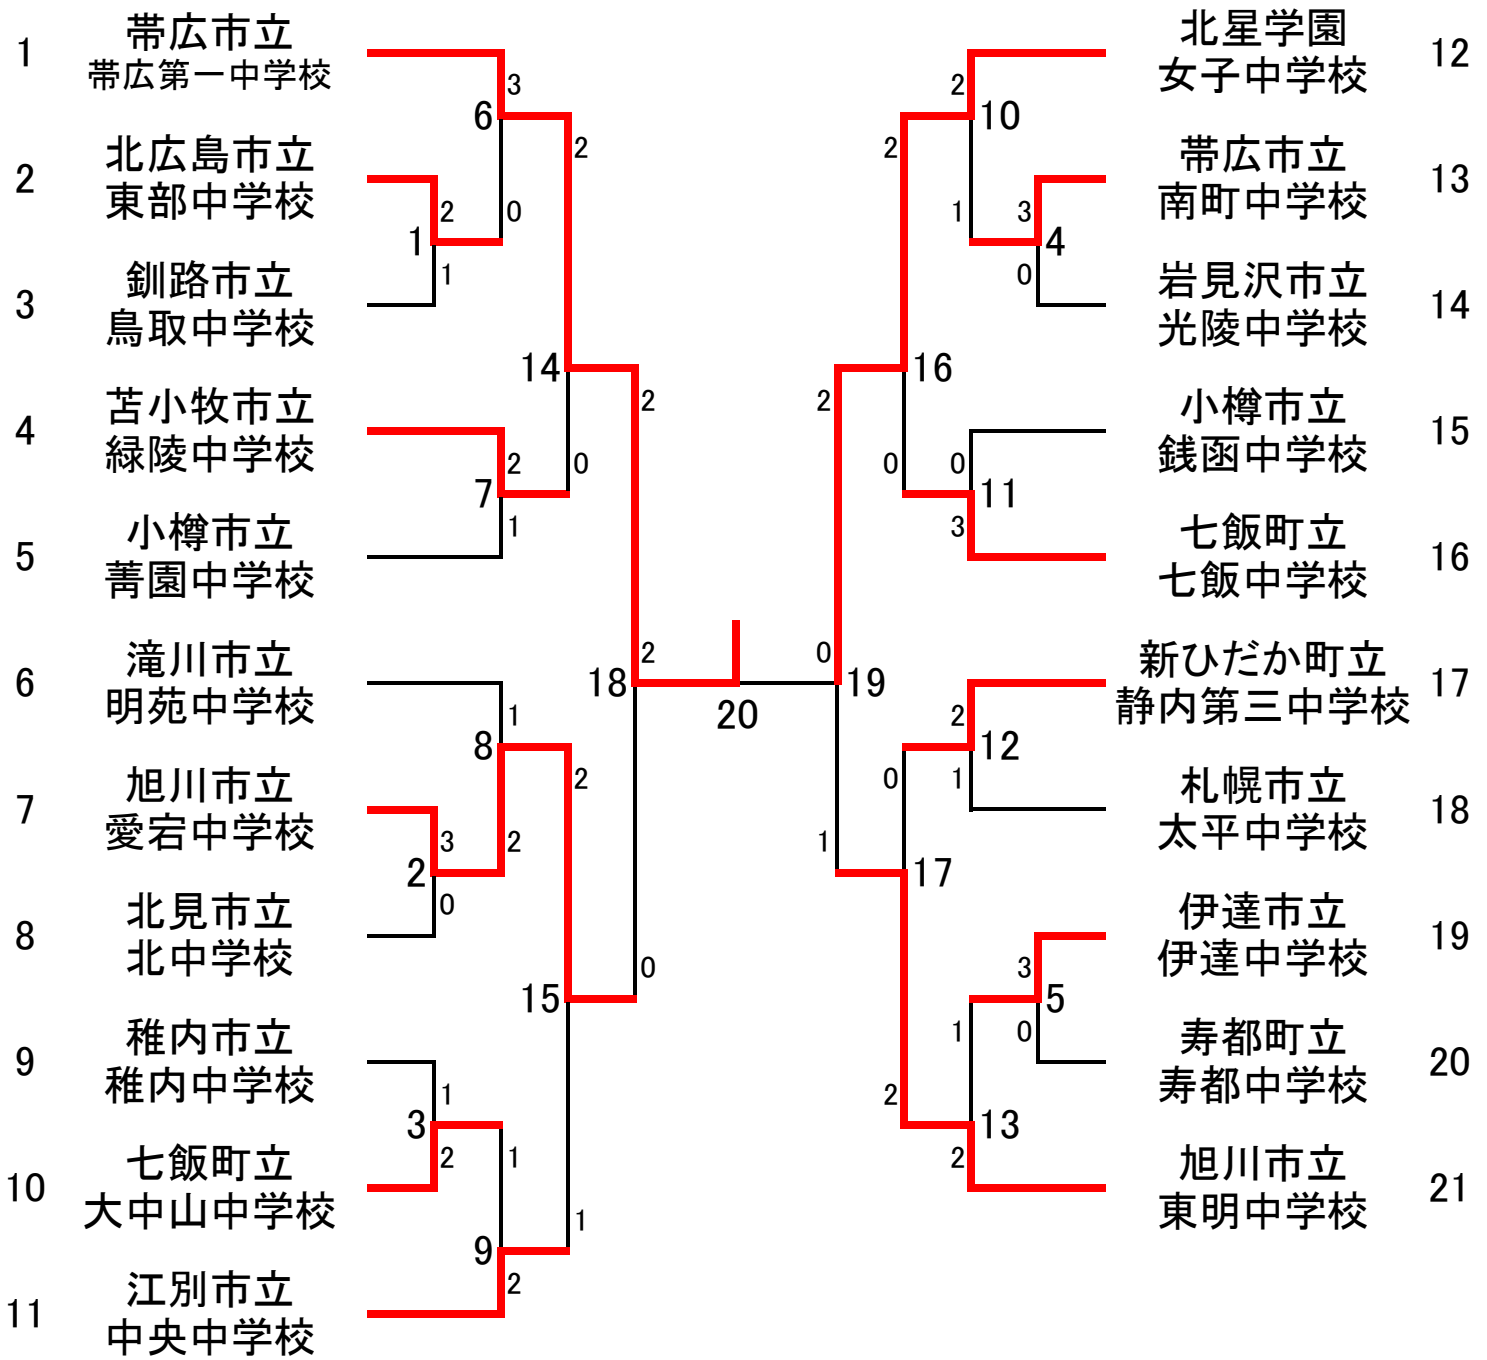 1
帯広市立
帯広第一中学校
2
北広島市立
東部中学校
3
釧路市立
鳥取中学校
4
苫小牧市立
緑陵中学校
5
小樽市立
菁園中学校
6
滝川市立
明苑中学校
7
旭川市立
愛宕中学校
8
北見市立
北中学校
9
稚内市立
稚内中学校
10
七飯町立
大中山中学校
11
江別市立
中央中学校
3
6
0
2
1
1
2
14
0
2
7
1
1
8
2
3
2
0
2
15
1
1
3
2
1
9
2
2
2
18
0
20
2
0
19
1
2
16
0
2
10
1
3
4
0
0
11
3
2
12
1
0
17
2
3
5
0
1
13
2
北星学園
女子中学校
12
帯広市立
南町中学校
13
岩見沢市立
光陵中学校
14
小樽市立
銭函中学校
15
七飯町立
七飯中学校
16
新ひだか町立
静内第三中学校
17
札幌市立
太平中学校
18
伊達市立
伊達中学校
19
寿都町立
寿都中学校
20
旭川市立
東明中学校
21